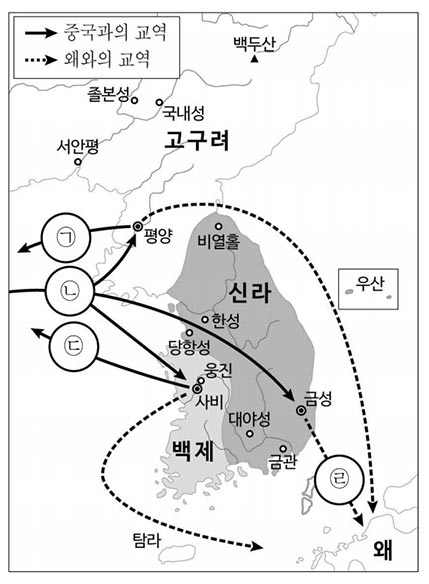 중국과의 교역
왜와의 교역
백두산
졸본성
국내성
고구려
서안평
㉠
평양
비열홀
㉡
신라
우산
한성
㉢
당항성
웅진
사비
금성
대야성
백제
금관
㉣
탐라
왜